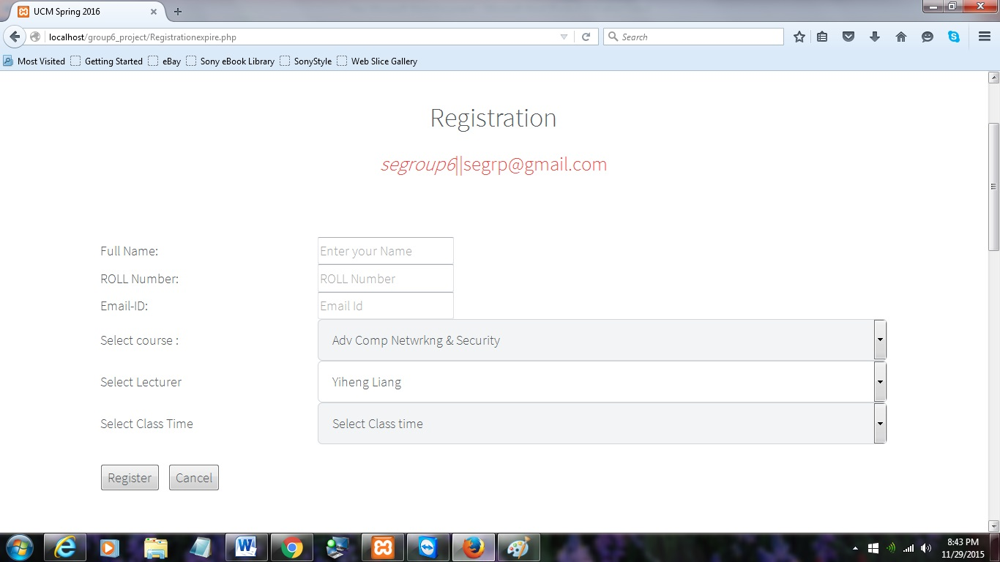 UCM Spring 2016
localhost/group6_project/Registrationexpire.php
Search
Most Visited Getting Started eBay Sony eBook Library SonyStyle Web Slice Gallery
Registration
segroup6||segrp@gmail.com
Full Name: Enter your Name
ROLL Number: ROLL Number
Email-ID: Email Id
Select course : Adv Comp Netwrkng & Security
Select Lecturer Yiheng Liang
Select Class Time Select Class time
Register Cancel
8:43 PM
11/29/2015